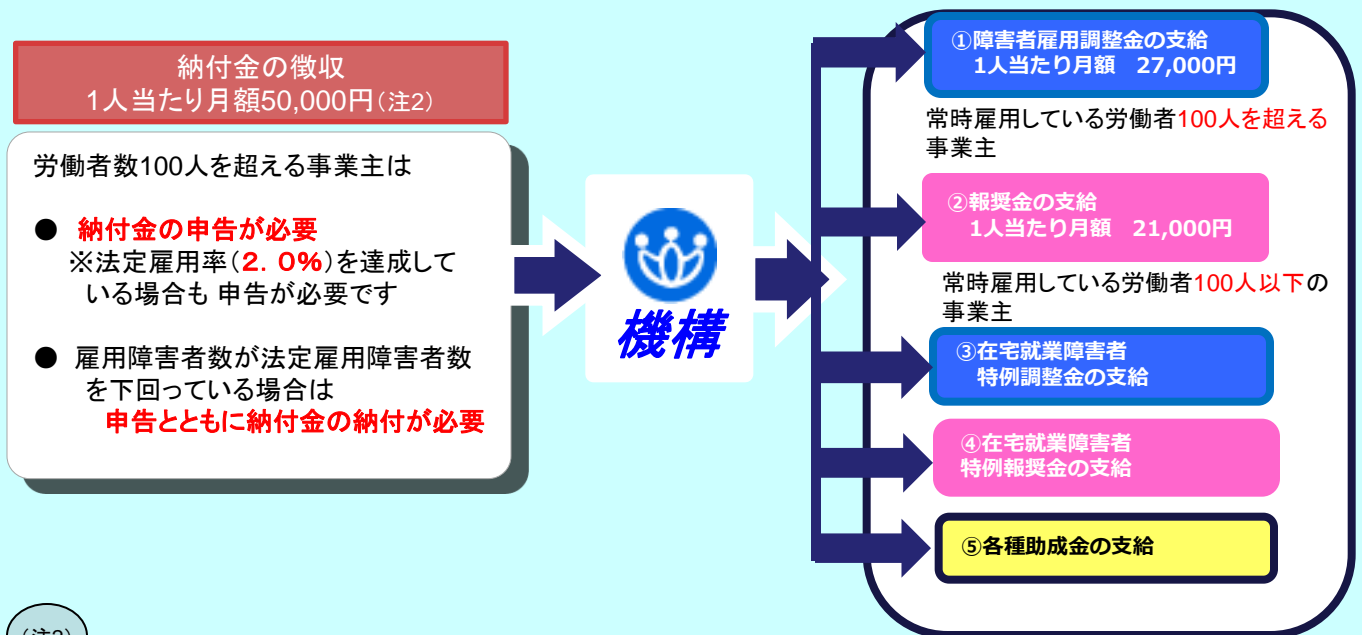 納付金の徴収
1人当たり月額50,000円(注2)
労働者数100人を超える事業主は
● 納付金の申告が必要
※法定雇用率(2.0%)を達成して
いる場合も 申告が必要です
● 雇用障害者数が法定雇用障害者数
を下回っている場合は
申告とともに納付金の納付が必要
機構
①障害者雇用調整金の支給
1人当たり月額 27,000円
常時雇用している労働者100人を超える
事業主
②報奨金の支給
1人当たり月額 21,000円
常時雇用している労働者100人以下の
事業主
③在宅就業障害者
特例調整金の支給
④在宅就業障害者
特例報奨金の支給
⑤各種助成金の支給